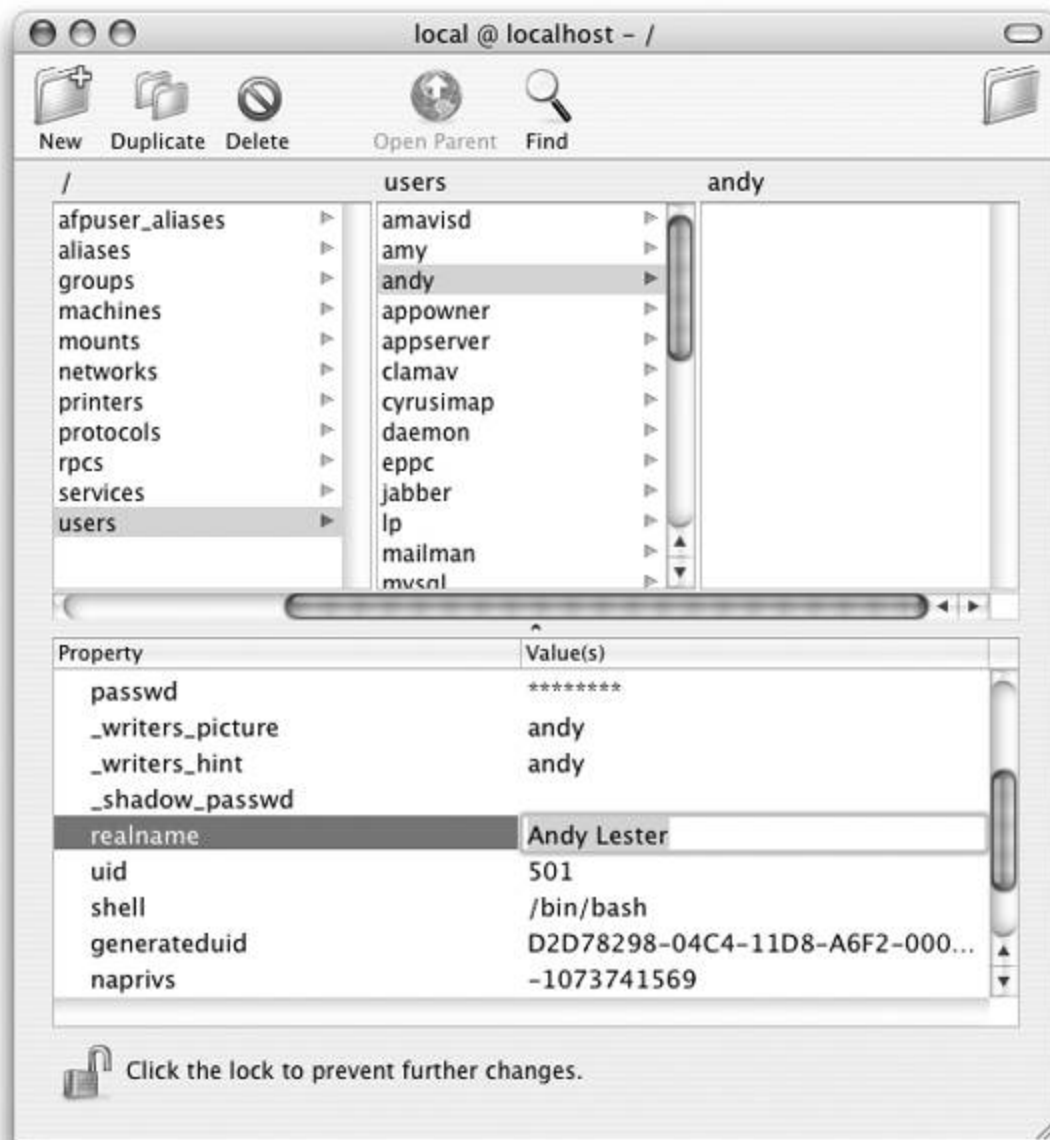 local @ localhost – /
New Duplicate Delete Open Parent Find
/ users andy
afpuser_aliases
aliases
groups
machines
mounts
networks
printers
protocols
rpcs
services
users
amavisd
amy
andy
appowner
appserver
clamav
cyrusimap
daemon
eppc
jabber
lp
mailman
mysql
Property Value(s)
passwd ********
_writers_picture andy
_writers_hint andy
_shadow_passwd
realname Andy Lester
uid 501
shell /bin/bash
generateduid D2D78298-04C4-11D8-A6F2-000...
naprivs -1073741569
Click the lock to prevent further changes.